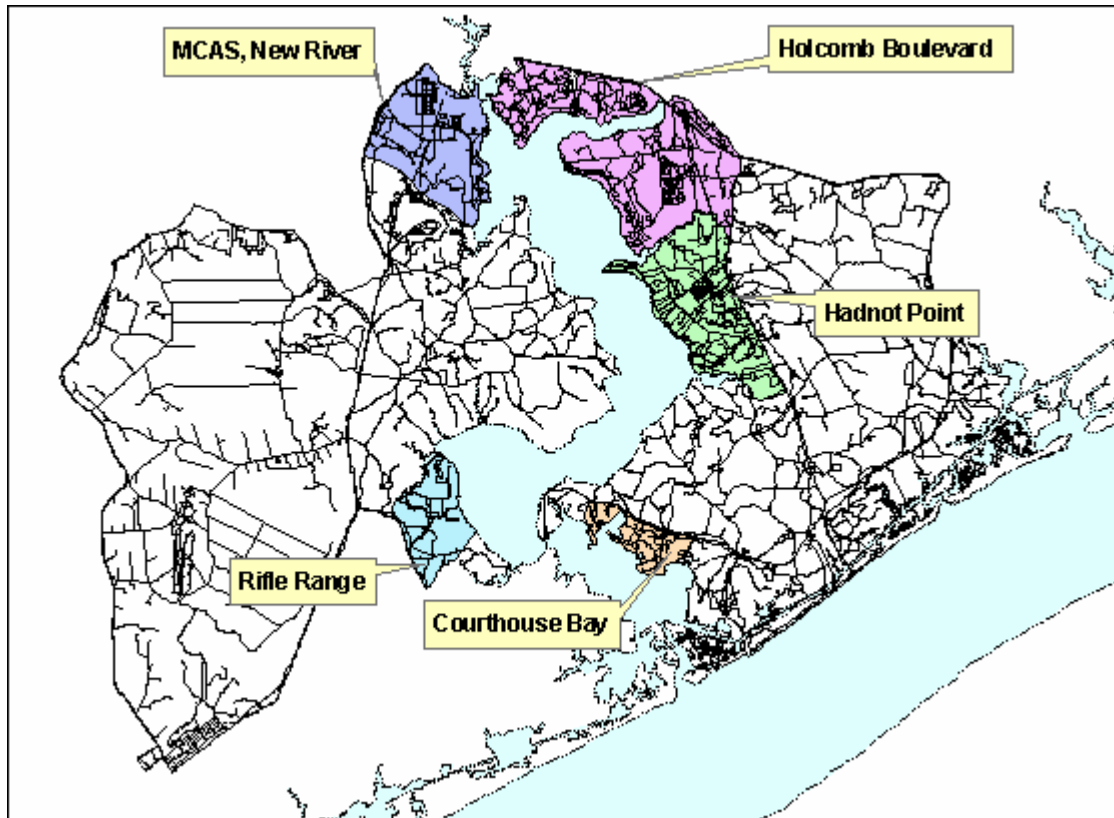 MCAS, New River
Holcomb Boulevard
Hadnot Point
Rifle Range
Courthouse Bay